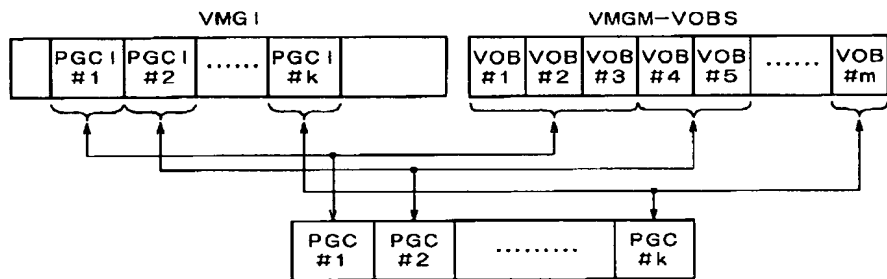 VMGI VMGM-VOBS
PGCI PGCI ...... PGCI VOB VOB VOB VOB VOB ...... VOB
#1 #2 #k #1 #2 #3 #4 #5 #m
PGC PGC ......... PGC
#1 #2 #k